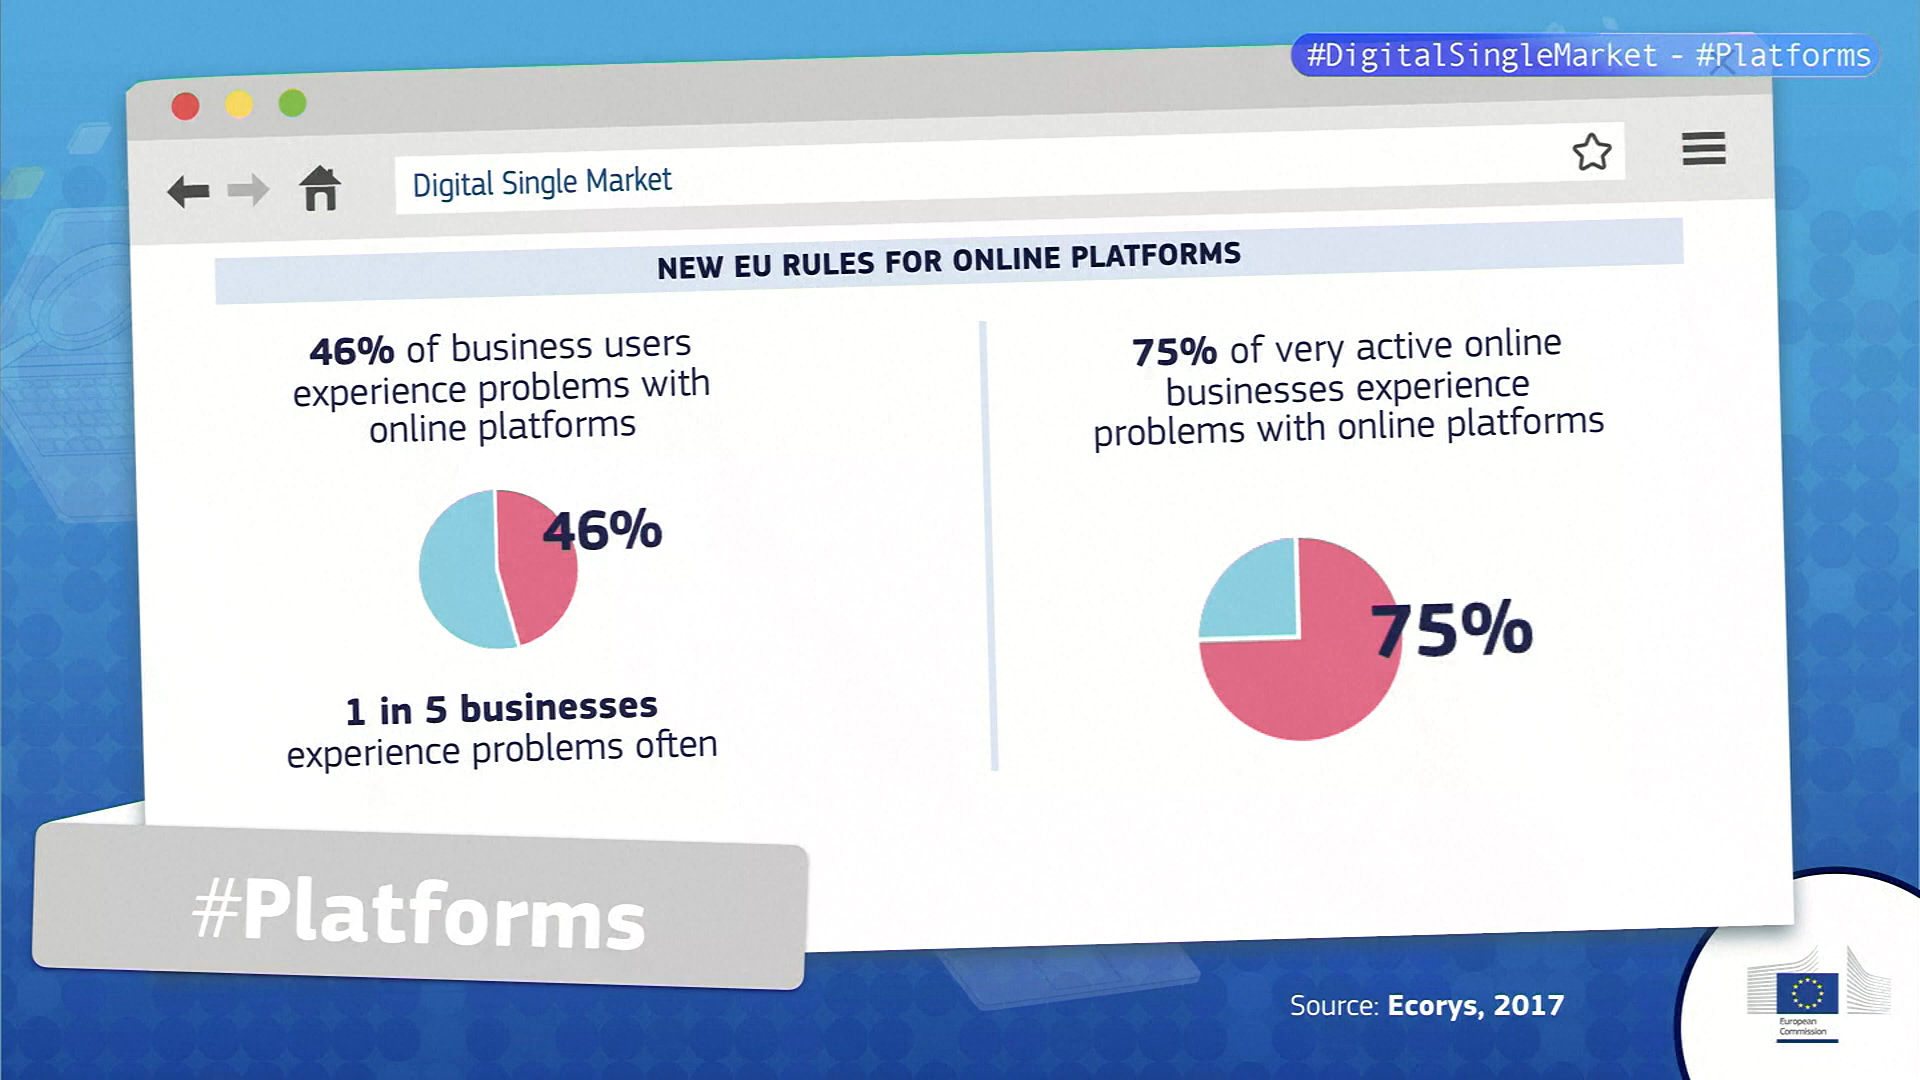 #DigitalSingleMarket - #Platforms
Digital Single Market
NEW EU RULES FOR ONLINE PLATFORMS
46% of business users
experience problems with
online platforms
46%
1 in 5 businesses
experience problems often
75% of very active online
businesses experience
problems with online platforms
75%
#Platforms
Source: Ecorys, 2017
European
Commission